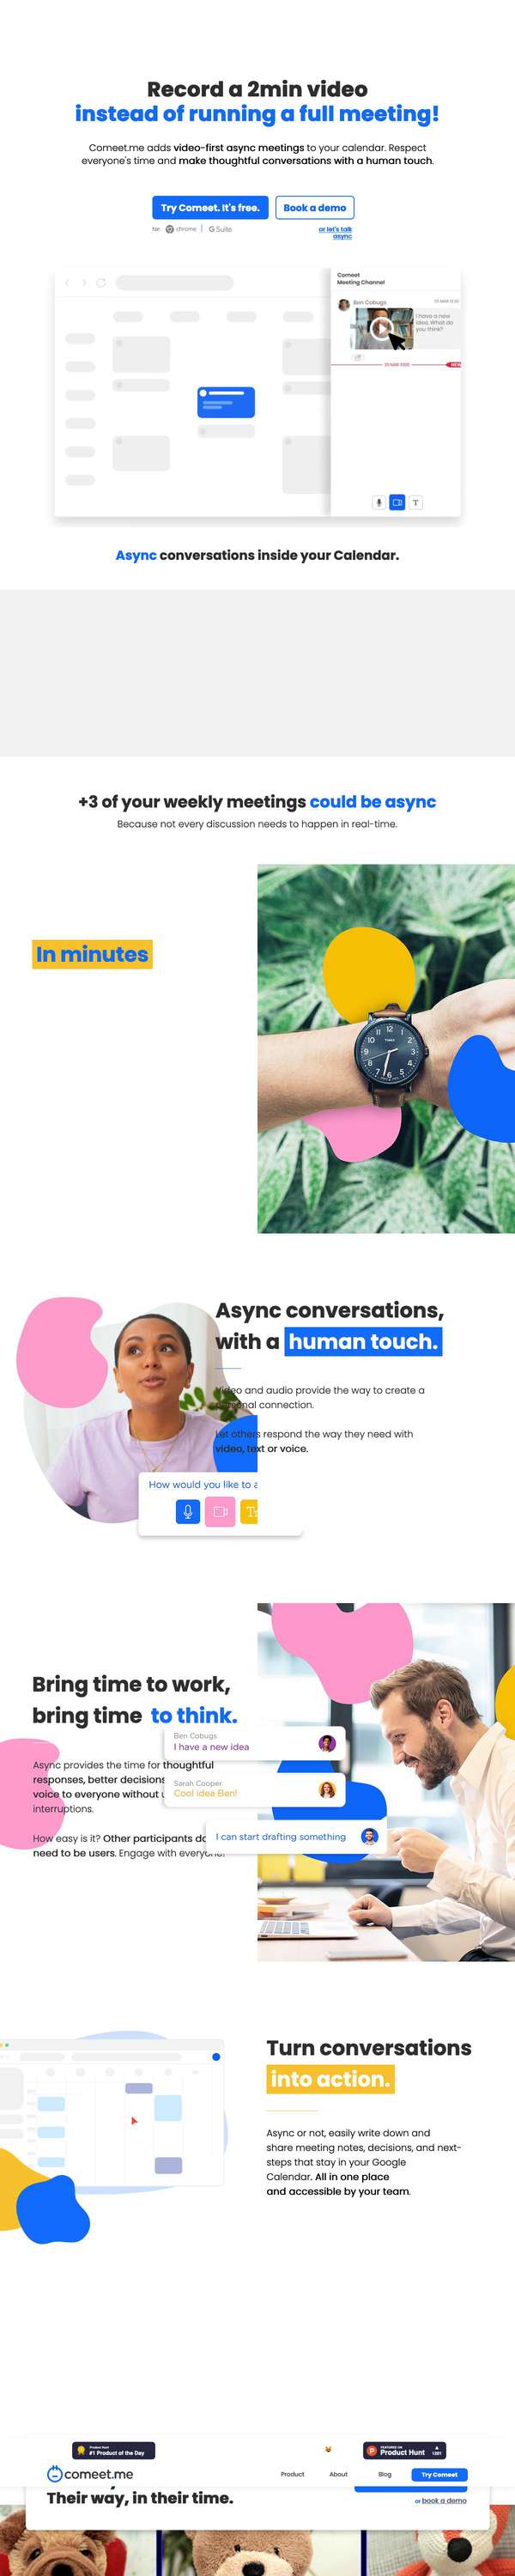 Record a 2min video
instead of running a full meeting!
Comeet.me adds video-first async meetings to your calendar. Respect
everyone's time and make thoughtful conversations with a human touch.
Try Comeet. It's free.
Book a demo
for
chrome
G Suite
or let's talk
async
Comeet
Meeting Channel
Ben Cobugs
I have a new
idea. What do
you think?
NEW
T
Async conversations inside your Calendar.
+3 of your weekly meetings could be async
Because not every discussion needs to happen in real-time.
In minutes
TIMEX
Async conversations,
with a human touch.
Video and audio provide the way to create a
personal connection.
Let others respond the way they need with
video, text or voice.
How would you like to a
Bring time to work,
bring time to think.
Ben Cobugs
I have a new idea
Async provides the time for thoughtful
responses, better decisions
Sarah Cooper
Cool idea Ben!
voice to everyone without
interruptions.
How easy is it? Other participants do
I can start drafting something
need to be users. Engage with everyone!
Turn conversations
into action.
Async or not, easily write down and
share meeting notes, decisions, and next-
steps that stay in your Google
Calendar. All in one place
and accessible by your team.
Product Hunt
#1 Product of the Day
FEATURED ON
Product Hunt
1201
comeet.me
Product
About
Blog
Try Comeet
Their way, in their time.
or book a demo